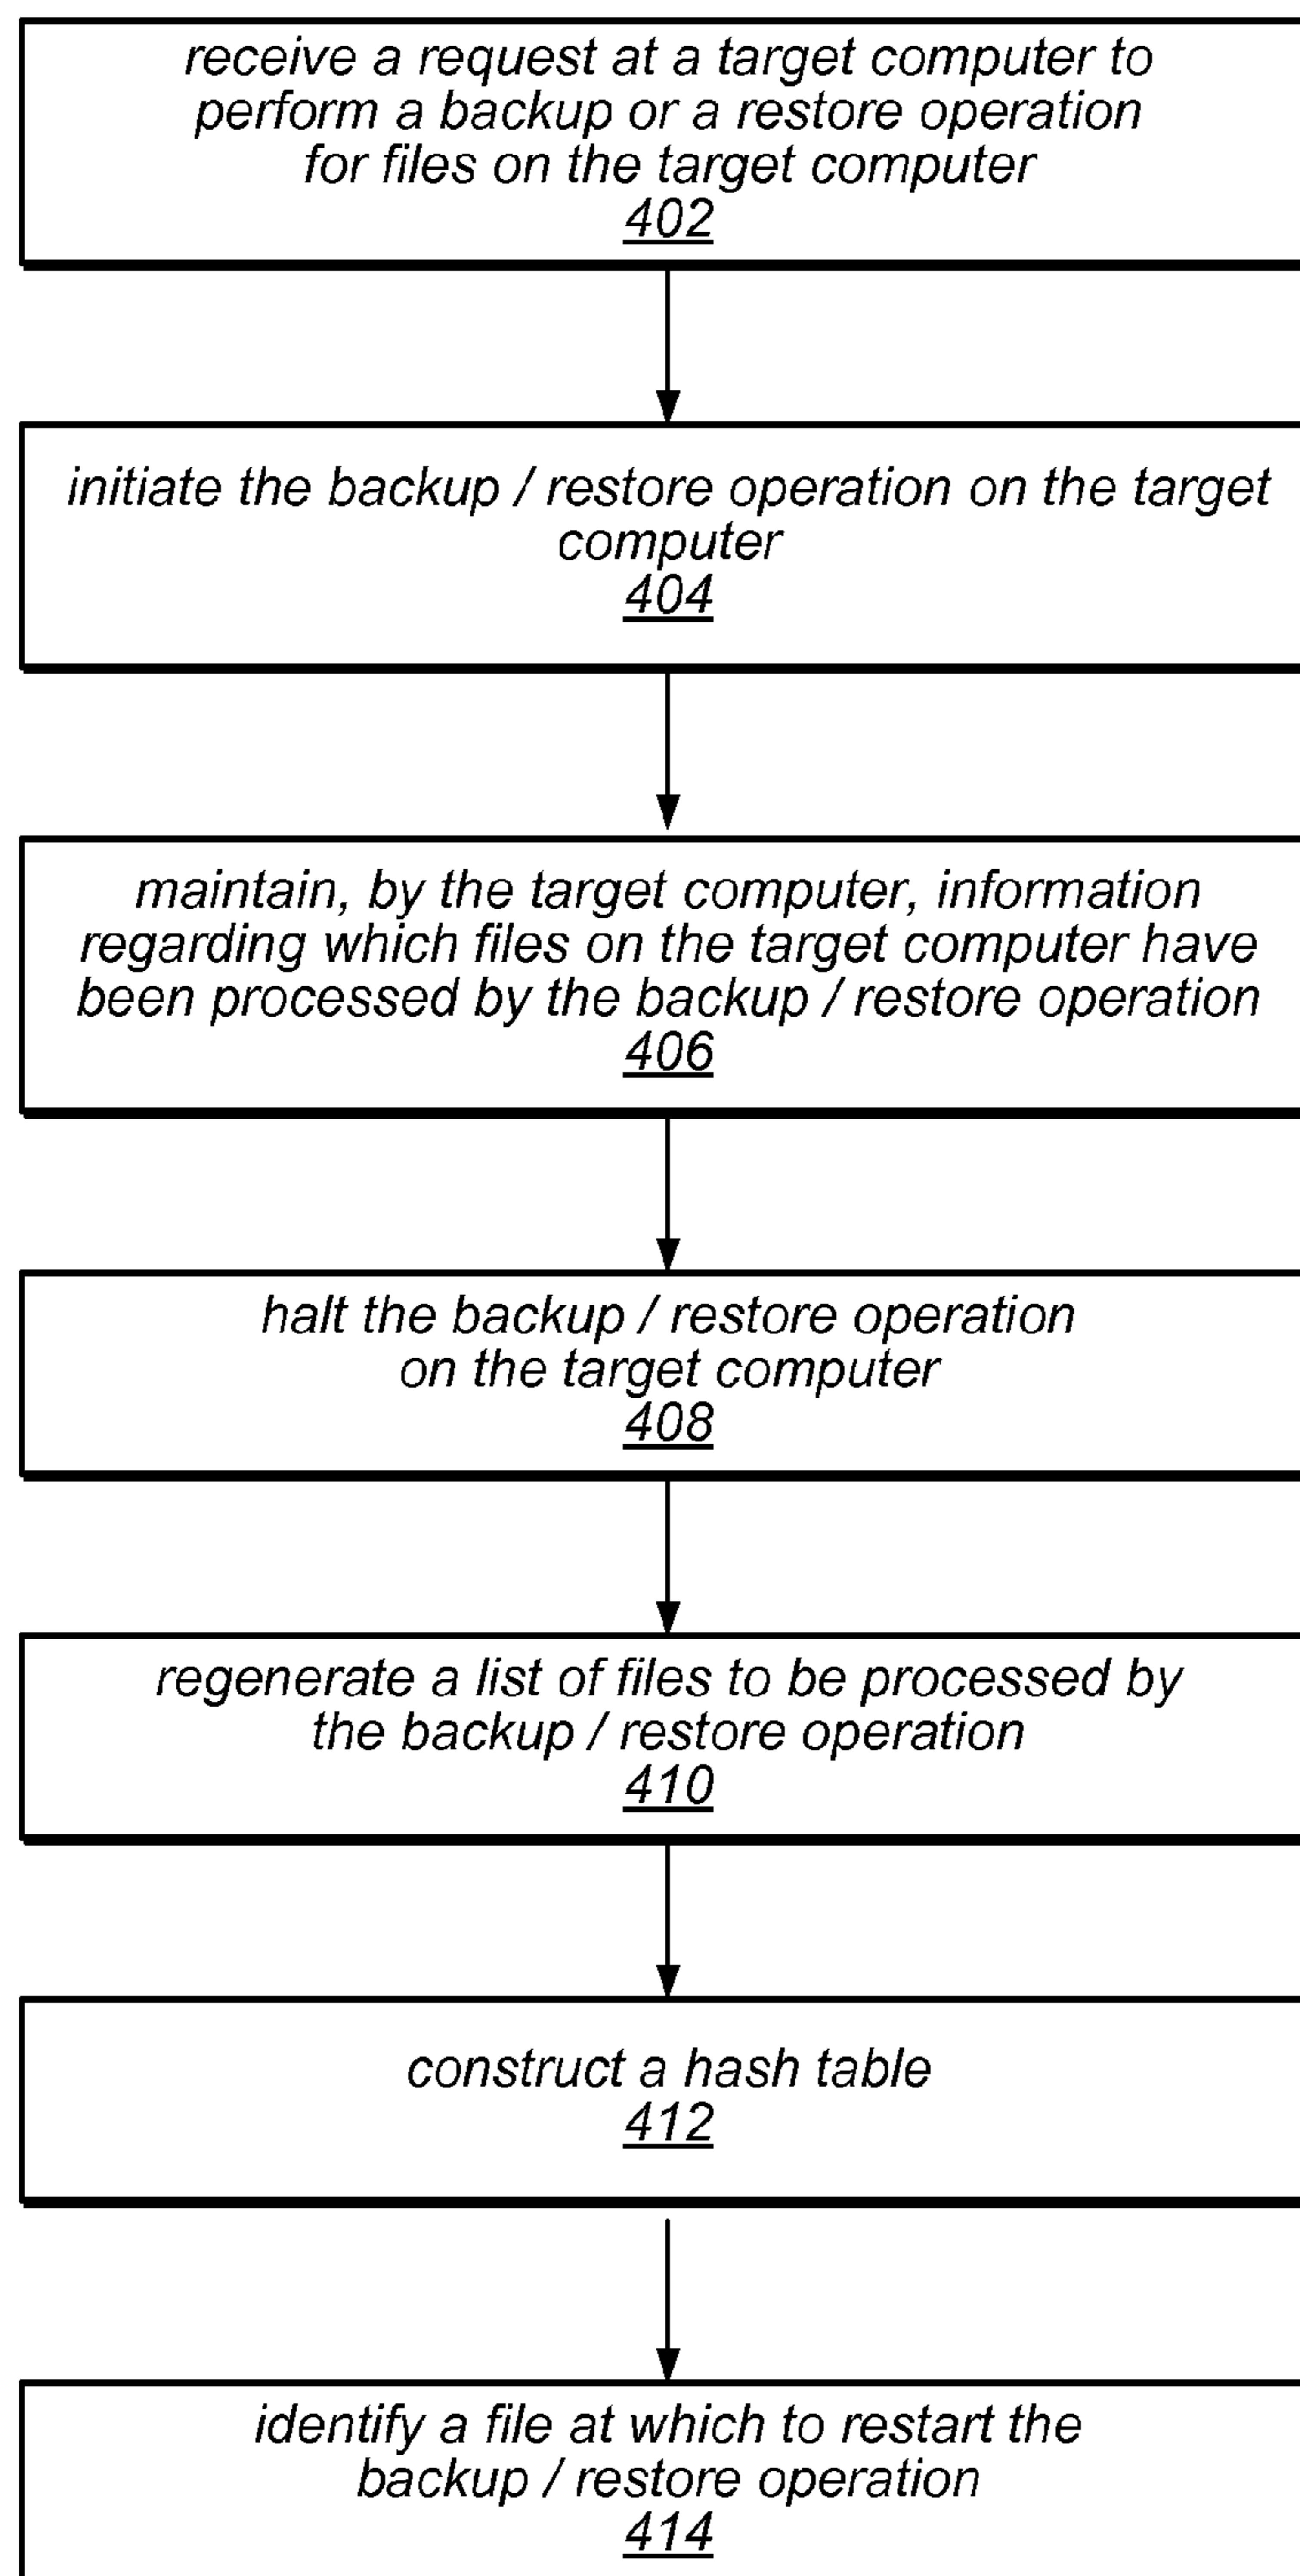 receive a request at a target computer to
perform a backup or a restore operation
for files on the target computer
402
initiate the backup / restore operation on the target
computer
404
maintain, by the target computer, information
regarding which files on the target computer have
been processed by the backup / restore operation
406
halt the backup / restore operation
on the target computer
408
regenerate a list of files to be processed by
the backup / restore operation
410
construct a hash table
412
identify a file at which to restart the
backup / restore operation
414